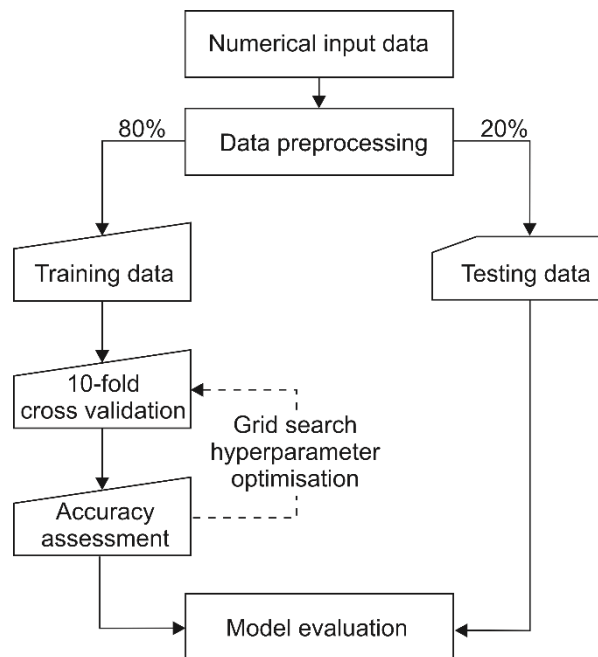 Numerical input data
80%
Data preprocessing
20%
Training data
Testing data
10-fold
cross validation
Grid search
hyperparameter
optimisation
Accuracy
assessment
Model evaluation